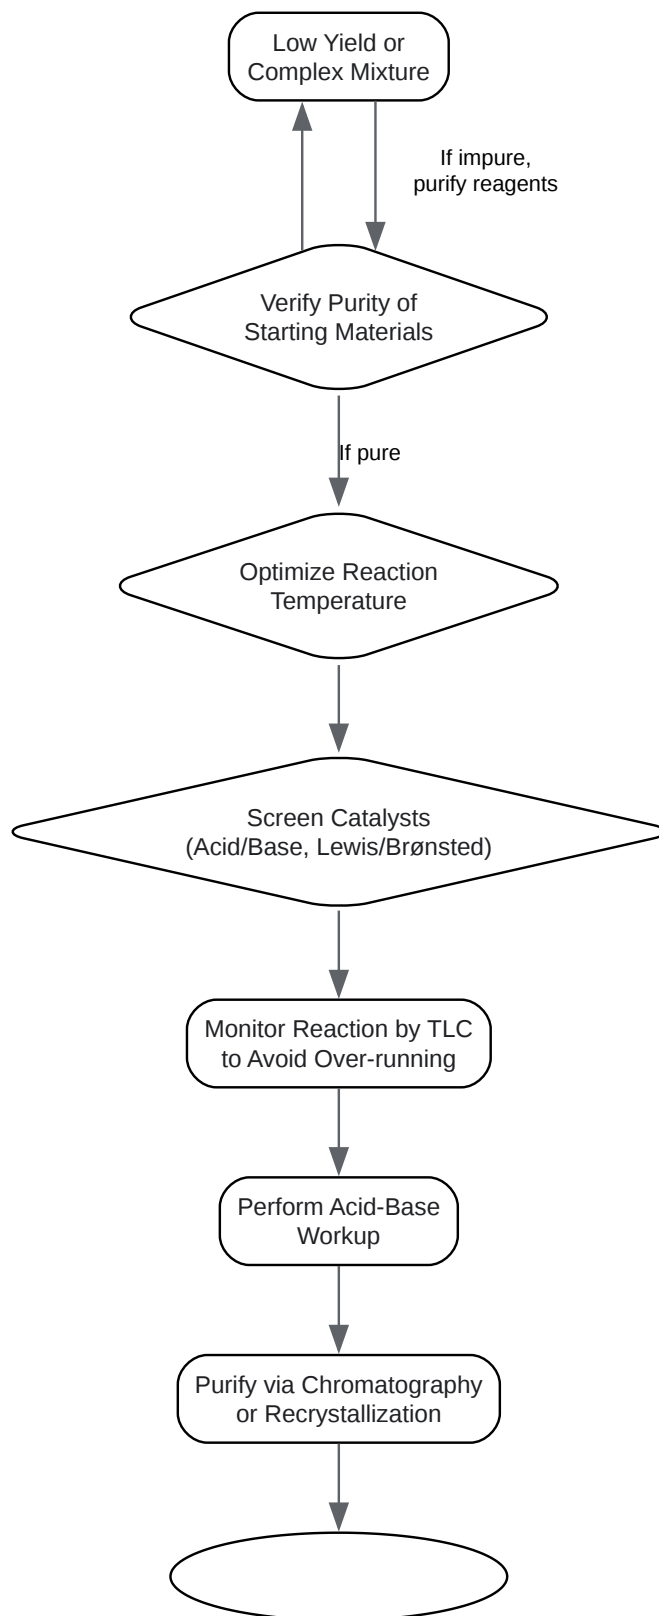 Low Yield or
Complex Mixture
If impure,
purify reagents
Verify Purity of
Starting Materials
If pure
Optimize Reaction
Temperature
Screen Catalysts
(Acid/Base, Lewis/Brønsted)
Monitor Reaction by TLC
to Avoid Over-running
Perform Acid-Base
Workup
Purify via Chromatography
or Recrystallization